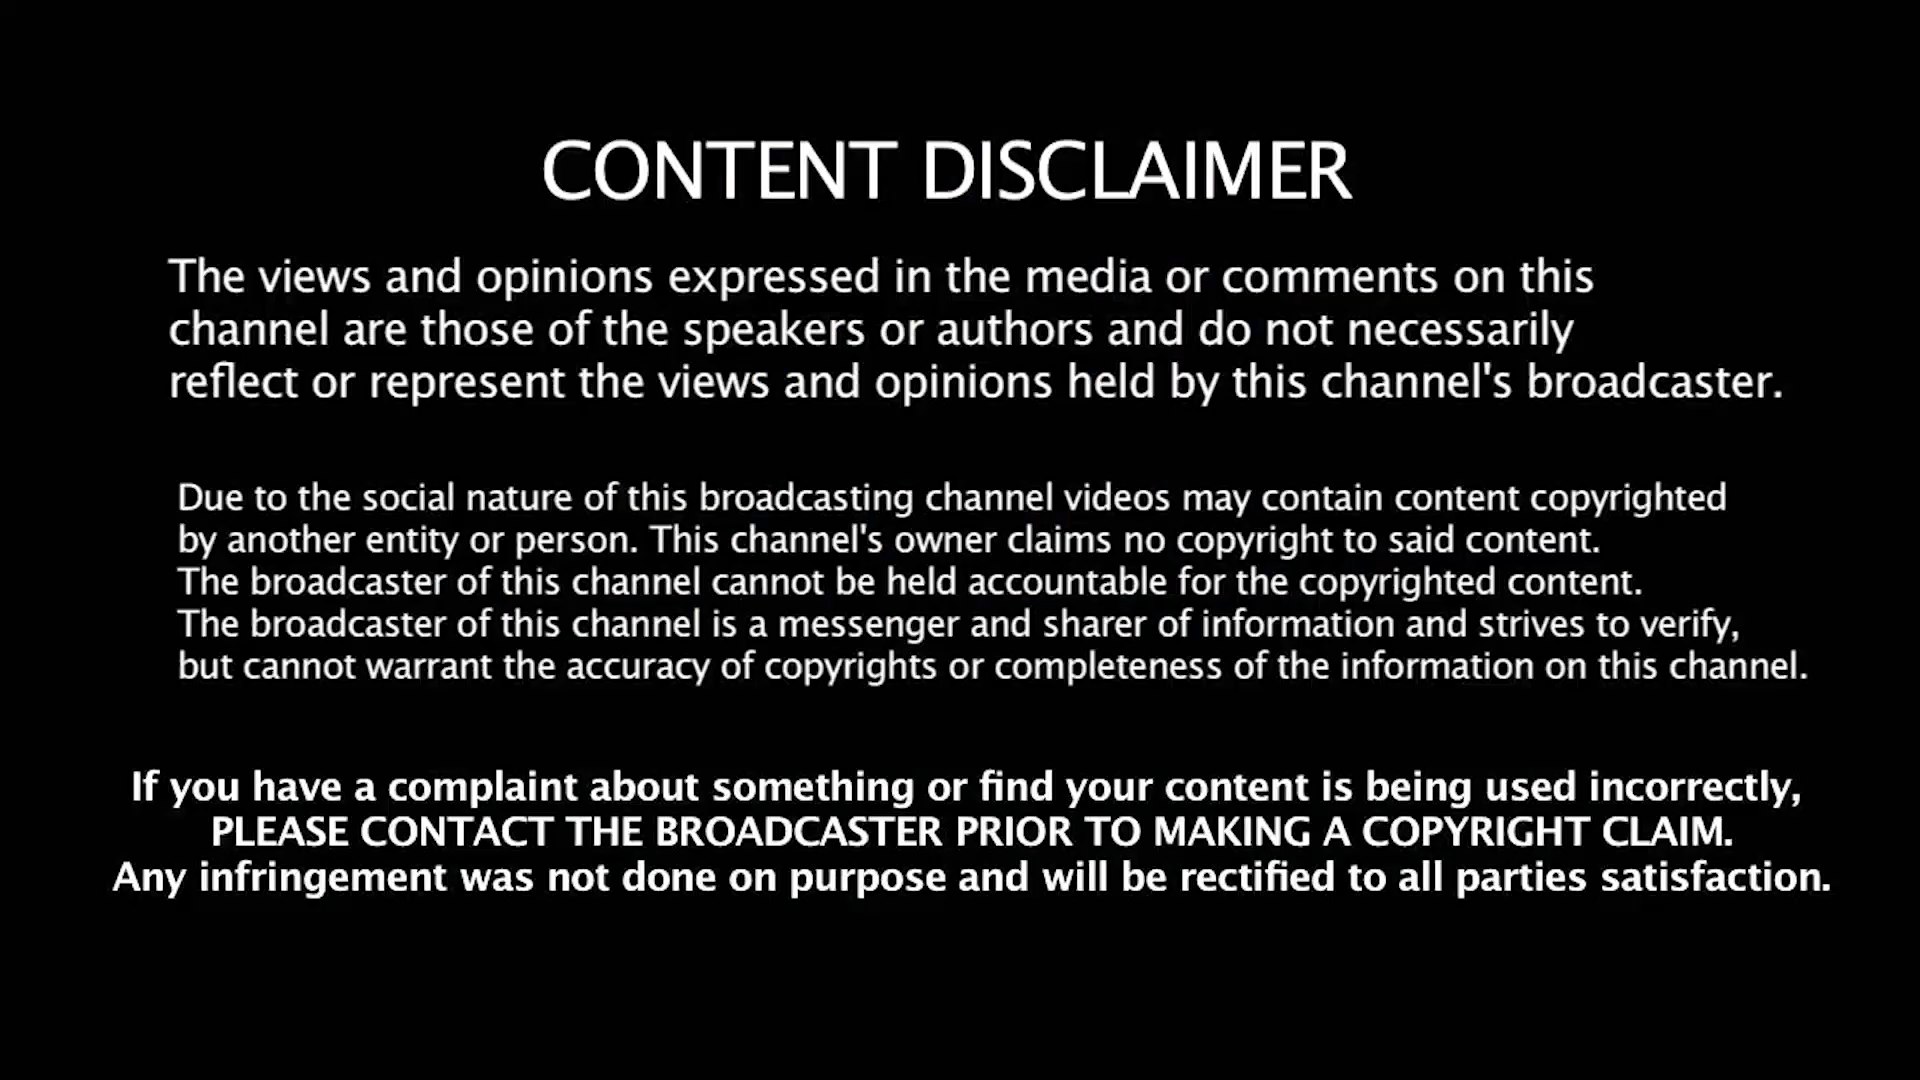 CONTENT DISCLAIMER
The views and opinions expressed in the media or comments on this
channel are those of the speakers or authors and do not necessarily
reflect or represent the views and opinions held by this channel's broadcaster.
Due to the social nature of this broadcasting channel videos may contain content copyrighted
by another entity or person. This channel's owner claims no copyright to said content.
The broadcaster of this channel cannot be held accountable for the copyrighted content.
The broadcaster of this channel is a messenger and sharer of information and strives to verify,
but cannot warrant the accuracy of copyrights or completeness of the information on this channel.
If you have a complaint about something or find your content is being used incorrectly,
PLEASE CONTACT THE BROADCASTER PRIOR TO MAKING A COPYRIGHT CLAIM.
Any infringement was not done on purpose and will be rectified to all parties satisfaction.